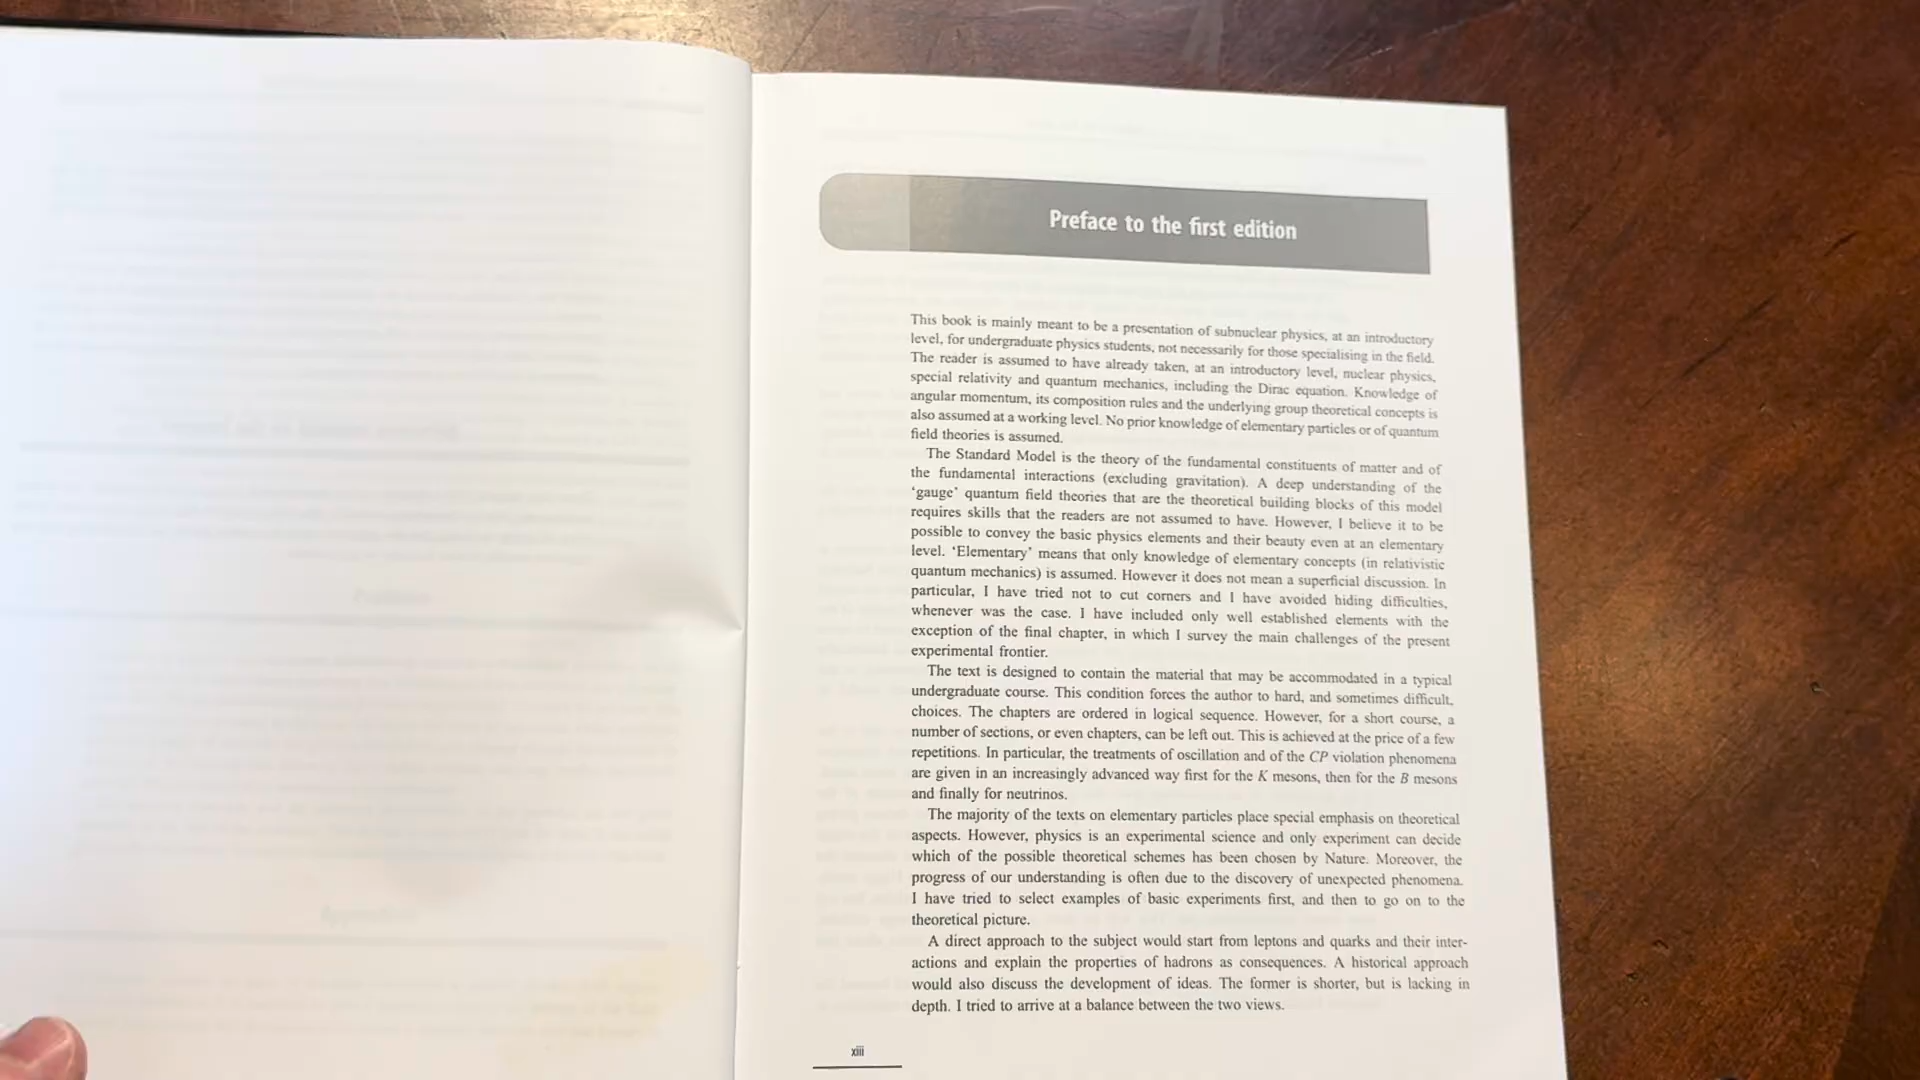 Preface to the first edition
This book is mainly meant to be a presentation of subnuclear physics, at an introductory
level, for undergraduate physics students, not necessarily for those specialising in the field.
The reader is assumed to have already taken, at an introductory level, nuclear physics,
special relativity and quantum mechanics, including the Dirac equation. Knowledge of
angular momentum, its composition rules and the underlying group theoretical concepts is
also assumed at a working level. No prior knowledge of elementary particles or of quantum
field theories is assumed.
The Standard Model is the theory of the fundamental constituents of matter and of
the fundamental interactions (excluding gravitation). A deep understanding of the
‘gauge’ quantum field theories that are the theoretical building blocks of this model
requires skills that the readers are not assumed to have. However, I believe it to be
possible to convey the basic physics elements and their beauty even at an elementary
level. ‘Elementary’ means that only knowledge of elementary concepts (in relativistic
quantum mechanics) is assumed. However it does not mean a superficial discussion. In
particular, I have tried not to cut corners and I have avoided hiding difficulties,
whenever was the case. I have included only well established elements with the
exception of the final chapter, in which I survey the main challenges of the present
experimental frontier.
The text is designed to contain the material that may be accommodated in a typical
undergraduate course. This condition forces the author to hard, and sometimes difficult,
choices. The chapters are ordered in logical sequence. However, for a short course, a
number of sections, or even chapters, can be left out. This is achieved at the price of a few
repetitions. In particular, the treatments of oscillation and of the CP violation phenomena
are given in an increasingly advanced way first for the K mesons, then for the B mesons
and finally for neutrinos.
The majority of the texts on elementary particles place special emphasis on theoretical
aspects. However, physics is an experimental science and only experiment can decide
which of the possible theoretical schemes has been chosen by Nature. Moreover, the
progress of our understanding is often due to the discovery of unexpected phenomena.
I have tried to select examples of basic experiments first, and then to go on to the
theoretical picture.
A direct approach to the subject would start from leptons and quarks and their inter-
actions and explain the properties of hadrons as consequences. A historical approach
would also discuss the development of ideas. The former is shorter, but is lacking in
depth. I tried to arrive at a balance between the two views.
xiii